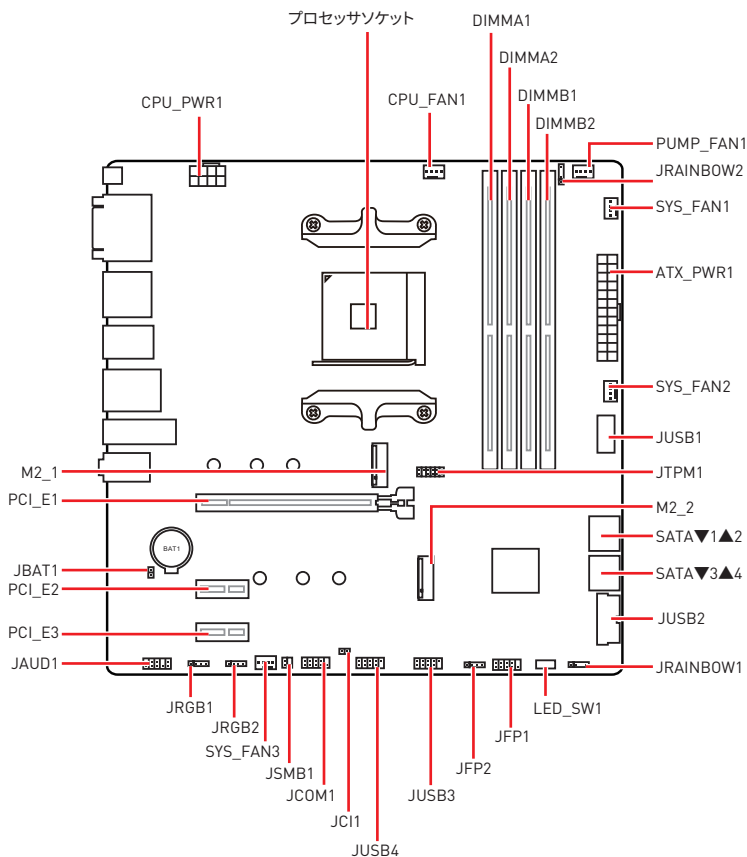 プロセッサソケット
DIMMA1
DIMMA2
CPU_PWR1
CPU_FAN1
DIMMB1
DIMMB2
PUMP_FAN1
JRAINBOW2
SYS_FAN1
ATX_PWR1
SYS_FAN2
JUSB1
M2_1
JTPM1
PCI_E1
M2_2
SATA▼1▲2
BAT1
JBAT1
SATA▼3▲4
PCI_E2
JUSB2
PCI_E3
JAUD1
JRAINBOW1
JRGB1
LED_SW1
JRGB2
JFP1
SYS_FAN3
JFP2
JSMB1
JCOM1
JUSB3
JCI1
JUSB4